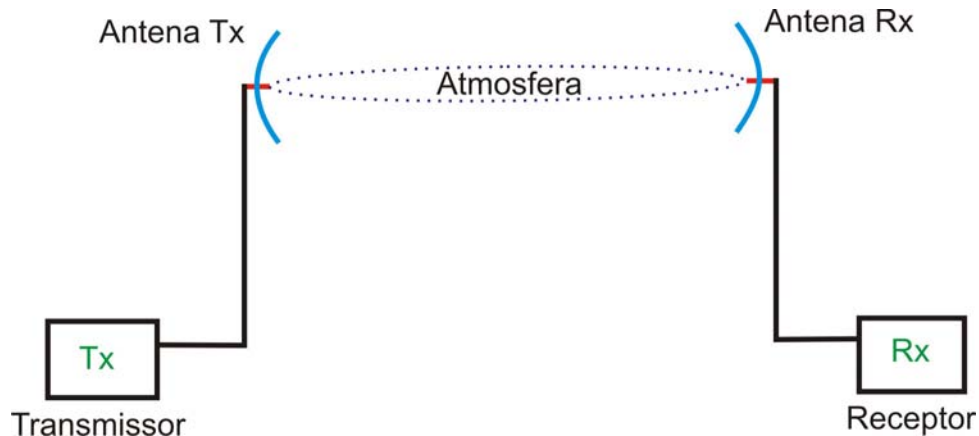 Antena Tx
Antena Rx
Atmosfera
Tx
Rx
Transmissor
Receptor